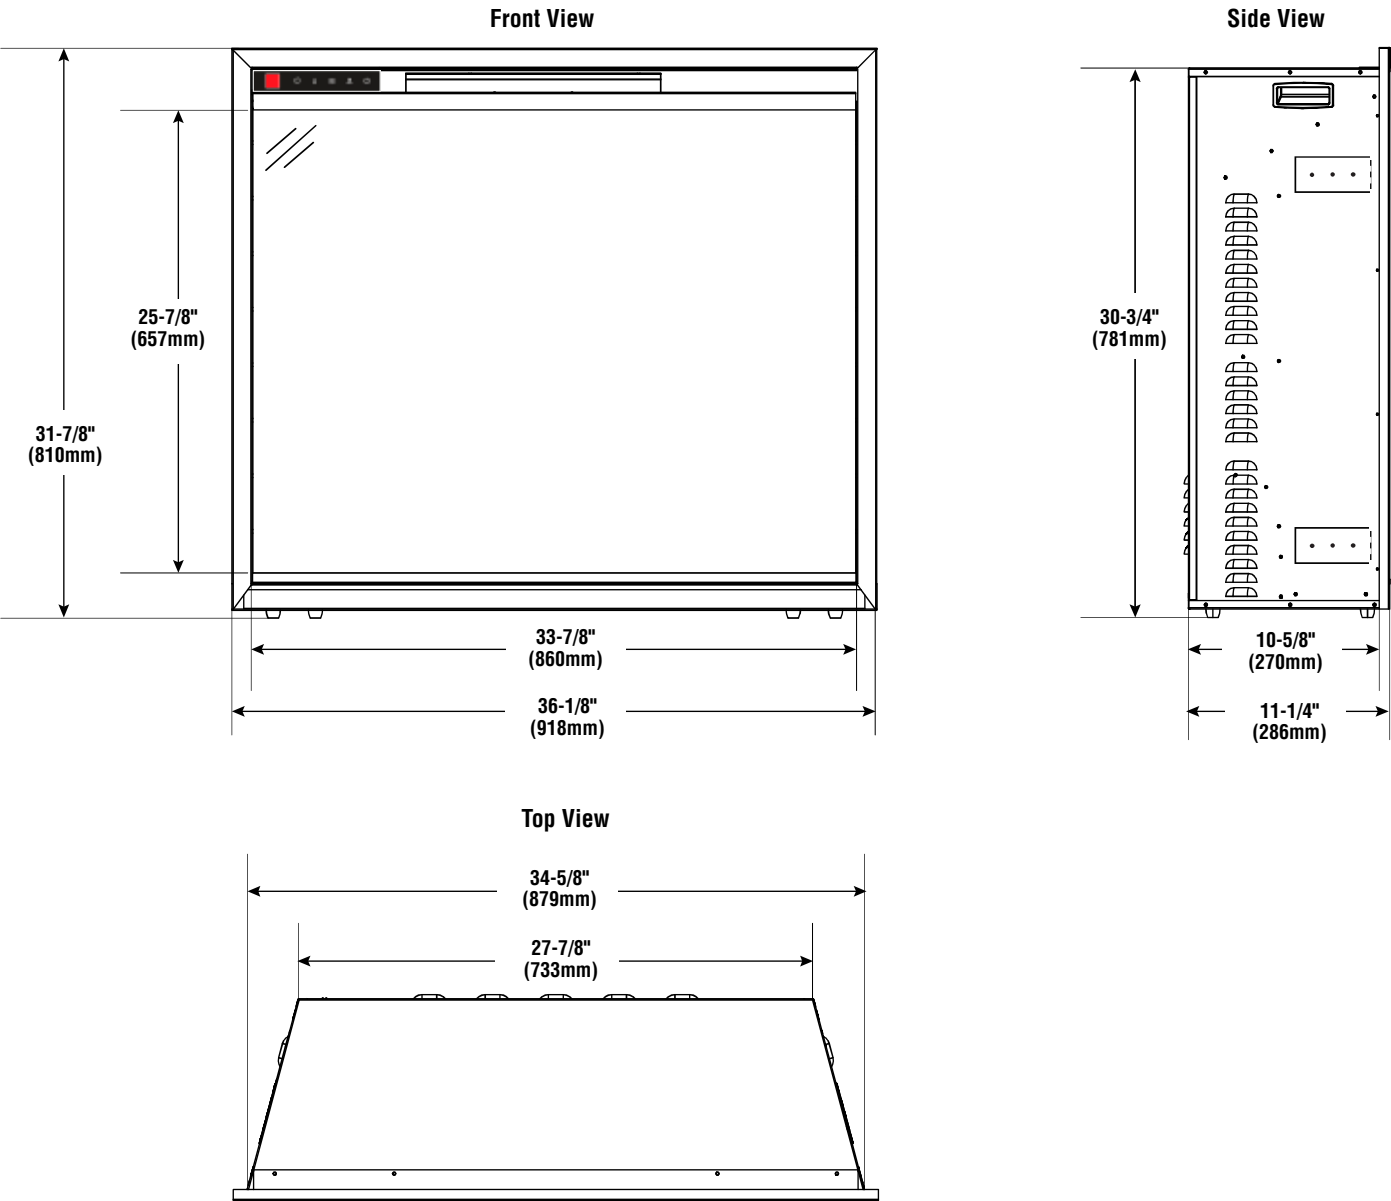 Front View
Side View
25-7/8"
(657mm)
30-3/4"
(781mm)
31-7/8"
(810mm)
33-7/8"
(860mm)
10-5/8"
(270mm)
36-1/8"
(918mm)
11-1/4"
(286mm)
Top View
34-5/8"
(879mm)
27-7/8"
(733mm)